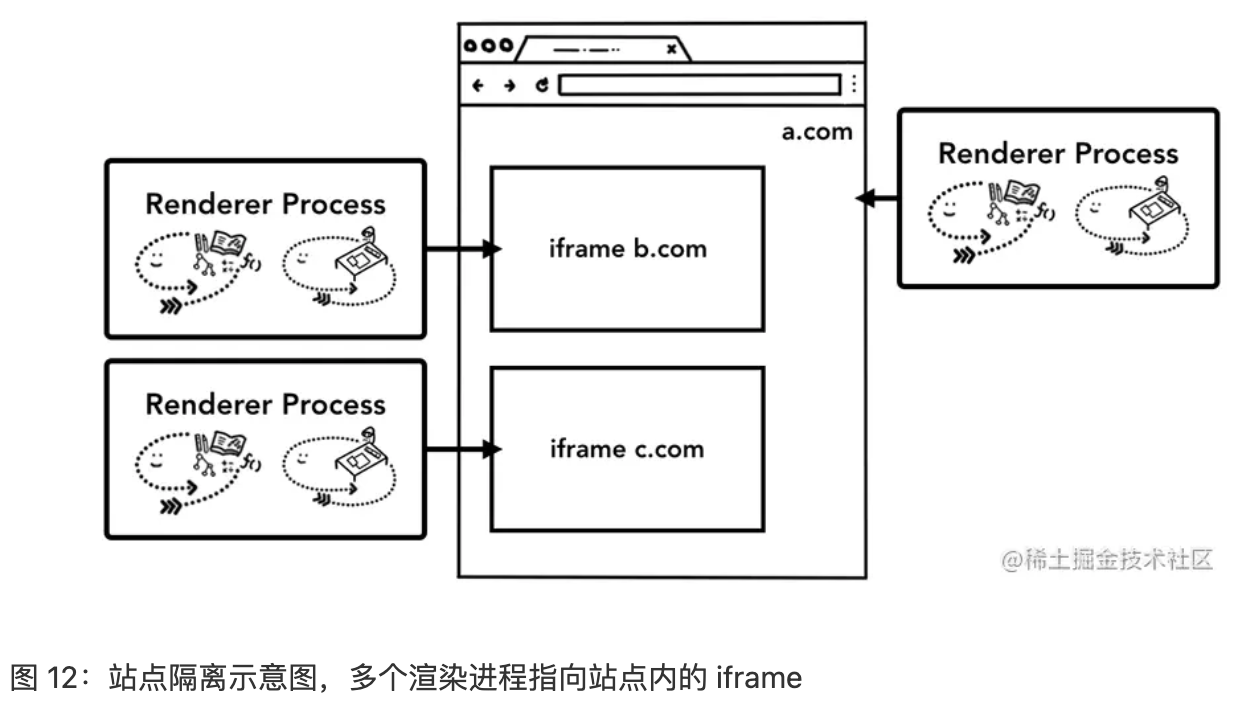 a.com
Renderer Process
Renderer Process
iframe b.com
f()
f()
Renderer Process
iframe c.com
f()
@稀土掘金技术社区
图 12：站点隔离示意图，多个渲染进程指向站点内的 iframe